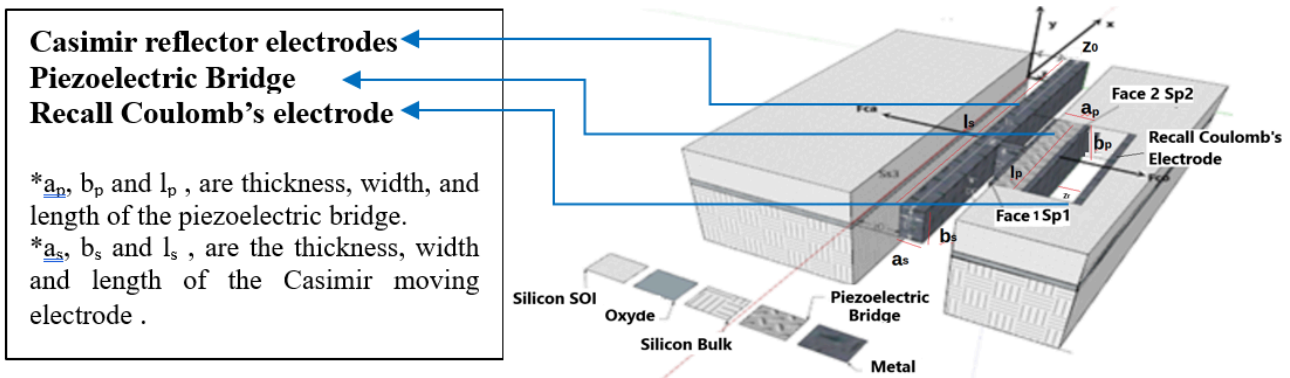 Casimir reflector electrodes
Piezoelectric Bridge
Recall Coulomb's electrode
*ap, bp and lp , are thickness, width, and
length of the piezoelectric bridge.
*as, bs and ls , are the thickness, width
and length of the Casimir moving
electrode .
y
x
Z0
Face 2 Sp2
ap
Fca
ls
bp
Recall Coulomb's
Electrode
Ss3
lp
Fco
zr
Face 1 Sp1
bs
as
Silicon SOI
Oxyde
Piezoelectric
Bridge
Silicon Bulk
Metal